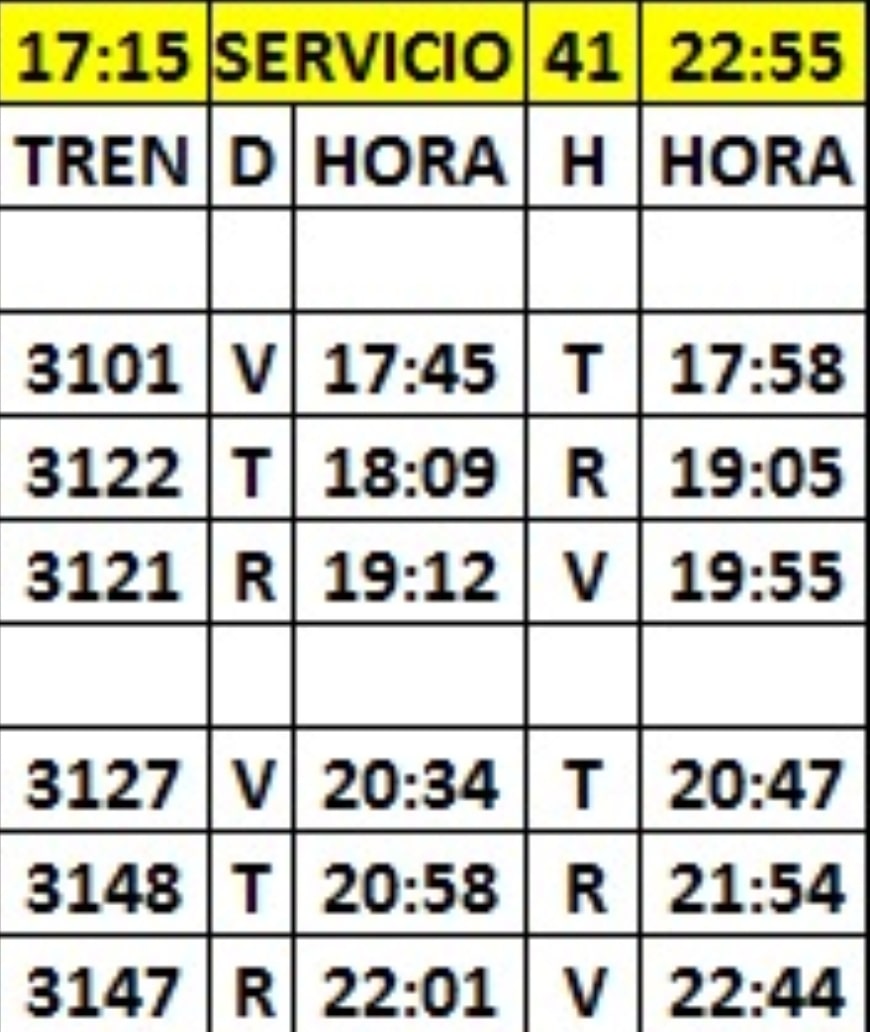 17:15 SERVICIO 41 22:55
TREN D HORA H HORA
3101 V 17:45 T 17:58
3122 T 18:09 R 19:05
3121 R 19:12 V 19:55
3127 V 20:34 T 20:47
3148 T 20:58 R 21:54
3147 R 22:01 V 22:44